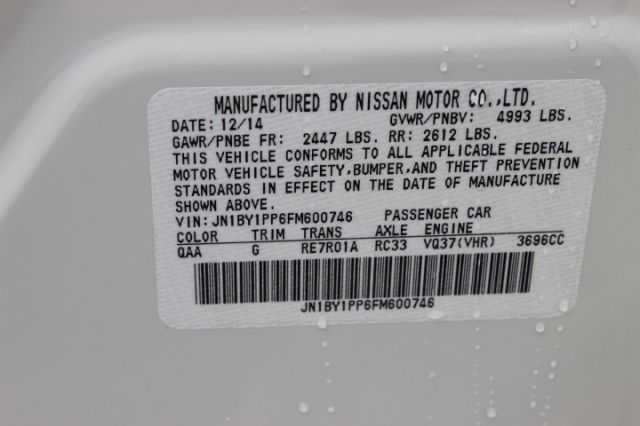 MANUFACTURED BY NISSAN MOTOR CO.,LTD.
DATE: 12/14 GVWR/PNBV: 4993 LBS.
GAWR/PNBE FR: 2447 LBS. RR: 2612 LBS.
THIS VEHICLE CONFORMS TO ALL APPLICABLE FEDERAL
MOTOR VEHICLE SAFETY,BUMPER,AND THEFT PREVENTION
STANDARDS IN EFFECT ON THE DATE OF MANUFACTURE
SHOWN ABOVE.
VIN: JN1BY1PP6FM600746 PASSENGER CAR
COLOR TRIM TRANS AXLE ENGINE
QAA G RE7R01A RC33 VQ37(VHR) 3696CC
JN1BY1PP6FM600746